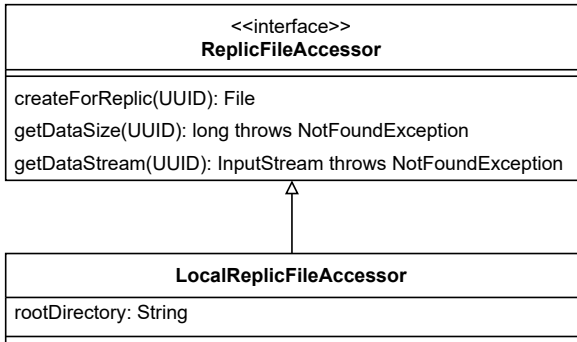 <<interface>>
ReplicFileAccessor
createForReplic(UUID): File
getDataSize(UUID): long throws NotFoundException
getDataStream(UUID): InputStream throws NotFoundException
LocalReplicFileAccessor
rootDirectory: String